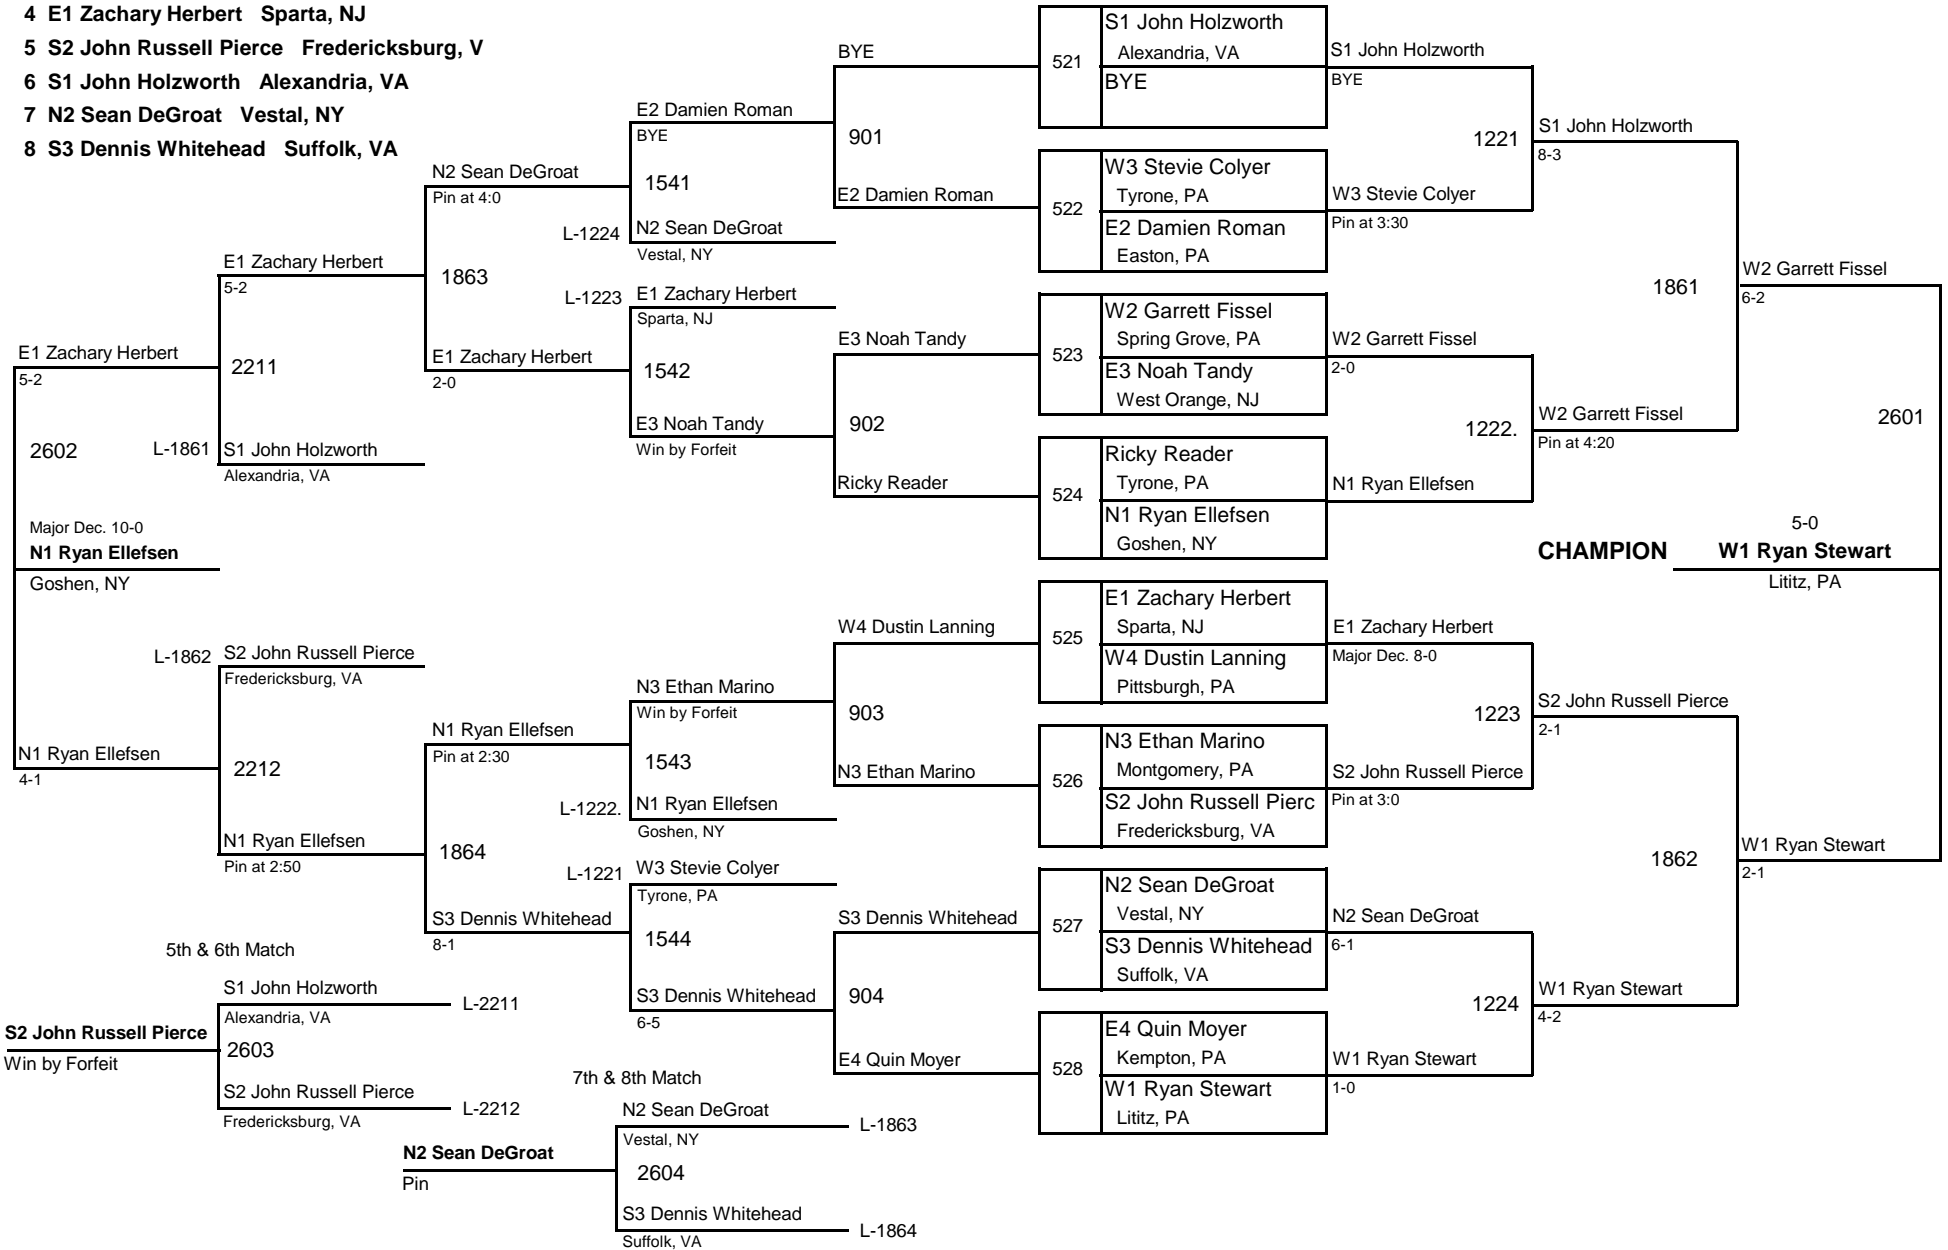 4 E1 Zachary Herbert Sparta, NJ
5 S2 John Russell Pierce Fredericksburg, V
6 S1 John Holzworth Alexandria, VA
7 N2 Sean DeGroat Vestal, NY
8 S3 Dennis Whitehead Suffolk, VA
E1 Zachary Herbert
5-2
2602
Major Dec. 10-0
N1 Ryan Ellefsen
Goshen, NY
N1 Ryan Ellefsen
4-1
E1 Zachary Herbert
5-2
2211
L-1861
S1 John Holzworth
Alexandria, VA
L-1862
S2 John Russell Pierce
Fredericksburg, VA
2212
N1 Ryan Ellefsen
Pin at 2:50
N2 Sean DeGroat
Pin at 4:0
1863
E1 Zachary Herbert
2-0
N1 Ryan Ellefsen
Pin at 2:30
1864
S3 Dennis Whitehead
8-1
E2 Damien Roman
BYE
1541
L-1224
N2 Sean DeGroat
Vestal, NY
L-1223
E1 Zachary Herbert
Sparta, NJ
1542
E3 Noah Tandy
Win by Forfeit
N3 Ethan Marino
Win by Forfeit
1543
L-1222.
N1 Ryan Ellefsen
Goshen, NY
L-1221
W3 Stevie Colyer
Tyrone, PA
1544
S3 Dennis Whitehead
6-5
BYE
901
E2 Damien Roman
E3 Noah Tandy
902
Ricky Reader
W4 Dustin Lanning
903
N3 Ethan Marino
S3 Dennis Whitehead
904
E4 Quin Moyer
521
S1 John Holzworth
Alexandria, VA
BYE
522
W3 Stevie Colyer
Tyrone, PA
E2 Damien Roman
Easton, PA
523
W2 Garrett Fissel
Spring Grove, PA
E3 Noah Tandy
West Orange, NJ
524
Ricky Reader
Tyrone, PA
N1 Ryan Ellefsen
Goshen, NY
525
E1 Zachary Herbert
Sparta, NJ
W4 Dustin Lanning
Pittsburgh, PA
526
N3 Ethan Marino
Montgomery, PA
S2 John Russell Pierc
Fredericksburg, VA
527
N2 Sean DeGroat
Vestal, NY
S3 Dennis Whitehead
Suffolk, VA
528
E4 Quin Moyer
Kempton, PA
W1 Ryan Stewart
Lititz, PA
S1 John Holzworth
BYE
1221
W3 Stevie Colyer
Pin at 3:30
W2 Garrett Fissel
2-0
1222.
N1 Ryan Ellefsen
E1 Zachary Herbert
Major Dec. 8-0
1223
S2 John Russell Pierce
Pin at 3:0
N2 Sean DeGroat
6-1
1224
W1 Ryan Stewart
1-0
S1 John Holzworth
8-3
1861
W2 Garrett Fissel
Pin at 4:20
S2 John Russell Pierce
2-1
1862
W1 Ryan Stewart
4-2
W2 Garrett Fissel
6-2
2601
5-0
CHAMPION W1 Ryan Stewart
Lititz, PA
W1 Ryan Stewart
2-1
5th & 6th Match
S1 John Holzworth
L-2211
Alexandria, VA
S2 John Russell Pierce
2603
Win by Forfeit
S2 John Russell Pierce
L-2212
Fredericksburg, VA
7th & 8th Match
N2 Sean DeGroat
L-1863
Vestal, NY
N2 Sean DeGroat
2604
Pin
S3 Dennis Whitehead
L-1864
Suffolk, VA